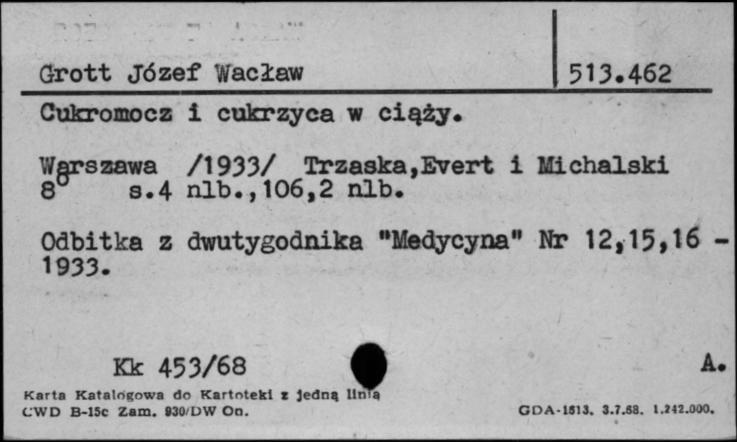 Grott Józef Wacław 513.462
Cukromocz i cukrzyca w ciąży.
Warszawa /1933/ Trzaska,Evert i Michalski
8° s.4 nlb.,106,2 nlb.
Odbitka z dwutygodnika "Medycyna" Nr 12,15,16 -
1933.
Kk 453/68 A.
Karta Katalogowa do Kartoteki z jedną linią
CWD B-15c Zam. 930/DW On. GDA-1813. 3.7.68. 1.242.000.